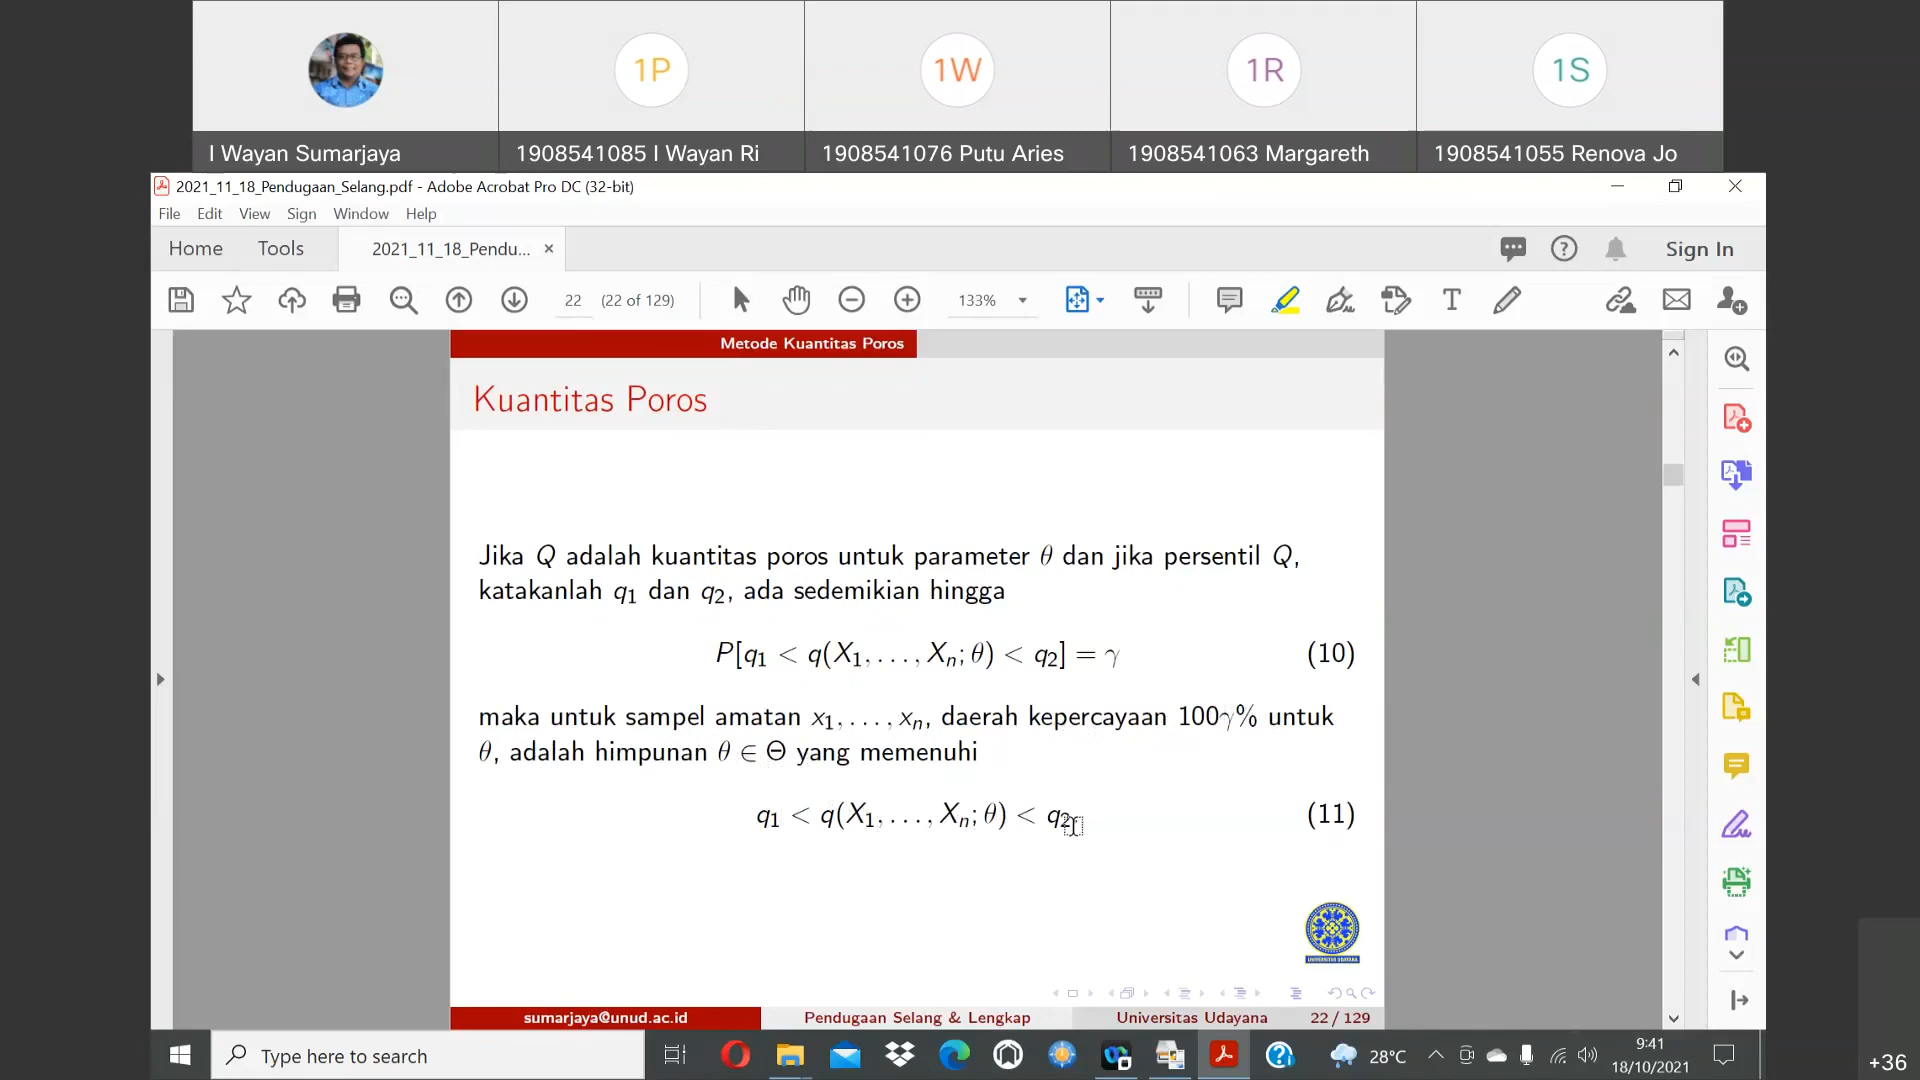 1P
1W
1R
1S
I Wayan Sumarjaya
1908541085 I Wayan Ri
1908541076 Putu Aries
1908541063 Margareth
1908541055 Renova Jo
2021_11_18_Pendugaan_Selang.pdf - Adobe Acrobat Pro DC (32-bit)
File Edit View Sign Window Help
Home Tools 2021_11_18_Pendu... × Sign In
22 (22 of 129) 133%
Metode Kuantitas Poros
Kuantitas Poros
Jika Q adalah kuantitas poros untuk parameter θ dan jika persentil Q,
katakanlah q₁ dan q₂, ada sedemikian hingga
P[q₁ < q(X₁, . . . , Xₙ; θ) < q₂] = γ (10)
maka untuk sampel amatan x₁, . . . , xₙ, daerah kepercayaan 100γ% untuk
θ, adalah himpunan θ ∈ Θ yang memenuhi
q₁ < q(X₁, . . . , Xₙ; θ) < q₂ (11)
UNIVERSITAS UDAYANA
sumarjaya@unud.ac.id Pendugaan Selang & Lengkap Universitas Udayana 22 / 129
Type here to search
28°C
9:41
18/10/2021
+36